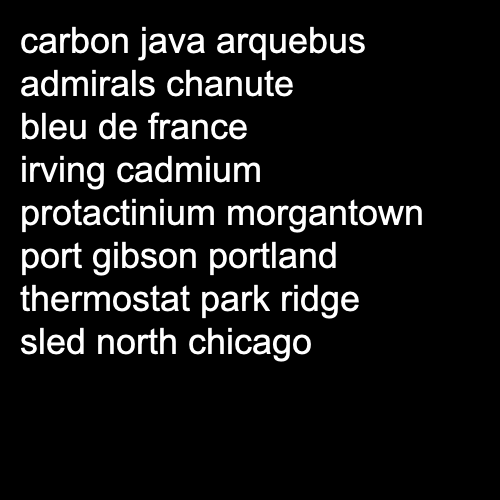 carbon java arquebus
admirals chanute
bleu de france
irving cadmium
protactinium morgantown
port gibson portland
thermostat park ridge
sled north chicago